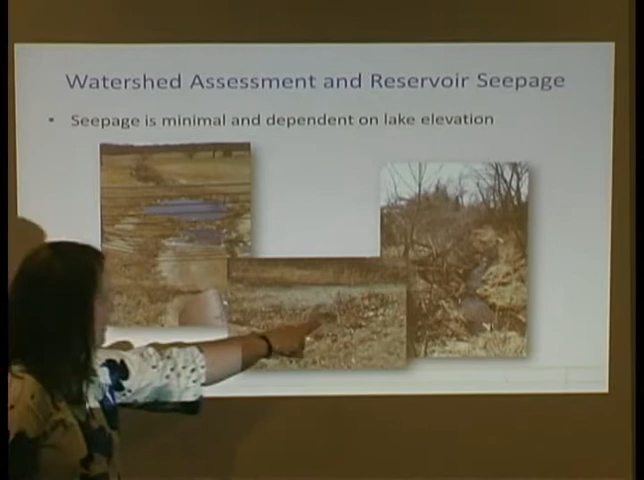 Watershed Assessment and Reservoir Seepage
• Seepage is minimal and dependent on lake elevation